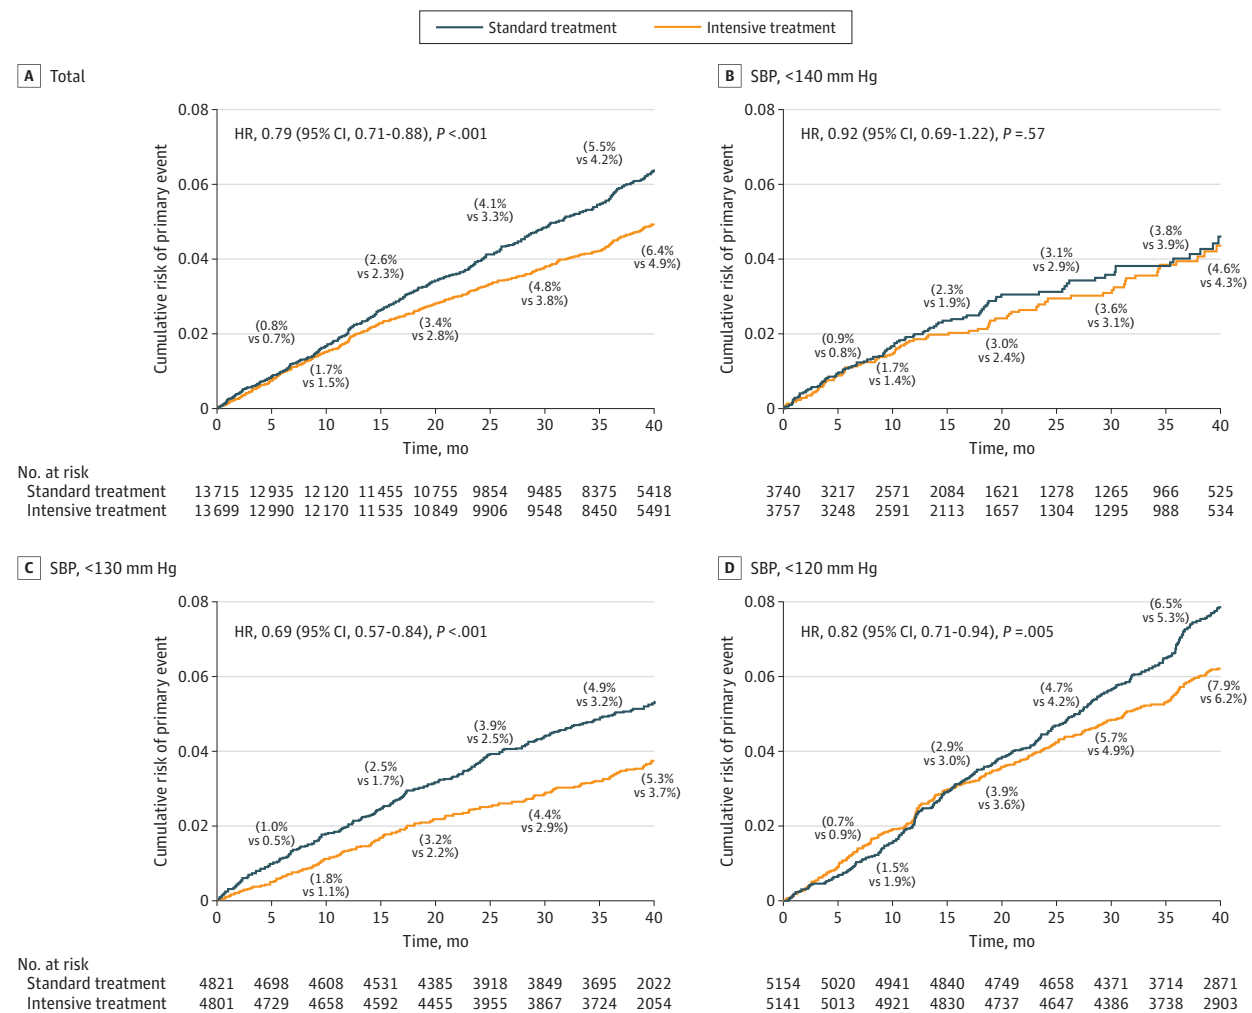 Standard treatment Intensive treatment
A Total
HR, 0.79 (95% CI, 0.71-0.88), P <.001
Cumulative risk of primary event
0.08
0.06
0.04
0.02
0
(0.8%
vs 0.7%)
(1.7%
vs 1.5%)
(2.6%
vs 2.3%)
(3.4%
vs 2.8%)
(4.1%
vs 3.3%)
(4.8%
vs 3.8%)
(5.5%
vs 4.2%)
(6.4%
vs 4.9%)
0 5 10 15 20 25 30 35 40
Time, mo
No. at risk
Standard treatment 13 715 12 935 12 120 11 455 10 755 9854 9485 8375 5418
Intensive treatment 13 699 12 990 12 170 11 535 10 849 9906 9548 8450 5491
B SBP, <140 mm Hg
HR, 0.92 (95% CI, 0.69-1.22), P =.57
Cumulative risk of primary event
0.08
0.06
0.04
0.02
0
(0.9%
vs 0.8%)
(1.7%
vs 1.4%)
(2.3%
vs 1.9%)
(3.0%
vs 2.4%)
(3.1%
vs 2.9%)
(3.6%
vs 3.1%)
(3.8%
vs 3.9%)
(4.6%
vs 4.3%)
0 5 10 15 20 25 30 35 40
Time, mo
3740 3217 2571 2084 1621 1278 1265 966 525
3757 3248 2591 2113 1657 1304 1295 988 534
C SBP, <130 mm Hg
HR, 0.69 (95% CI, 0.57-0.84), P <.001
Cumulative risk of primary event
0.08
0.06
0.04
0.02
0
(1.0%
vs 0.5%)
(1.8%
vs 1.1%)
(2.5%
vs 1.7%)
(3.2%
vs 2.2%)
(3.9%
vs 2.5%)
(4.4%
vs 2.9%)
(4.9%
vs 3.2%)
(5.3%
vs 3.7%)
0 5 10 15 20 25 30 35 40
Time, mo
No. at risk
Standard treatment 4821 4698 4608 4531 4385 3918 3849 3695 2022
Intensive treatment 4801 4729 4658 4592 4455 3955 3867 3724 2054
D SBP, <120 mm Hg
HR, 0.82 (95% CI, 0.71-0.94), P =.005
Cumulative risk of primary event
0.08
0.06
0.04
0.02
0
(0.7%
vs 0.9%)
(1.5%
vs 1.9%)
(2.9%
vs 3.0%)
(3.9%
vs 3.6%)
(4.7%
vs 4.2%)
(5.7%
vs 4.9%)
(6.5%
vs 5.3%)
(7.9%
vs 6.2%)
0 5 10 15 20 25 30 35 40
Time, mo
5154 5020 4941 4840 4749 4658 4371 3714 2871
5141 5013 4921 4830 4737 4647 4386 3738 2903